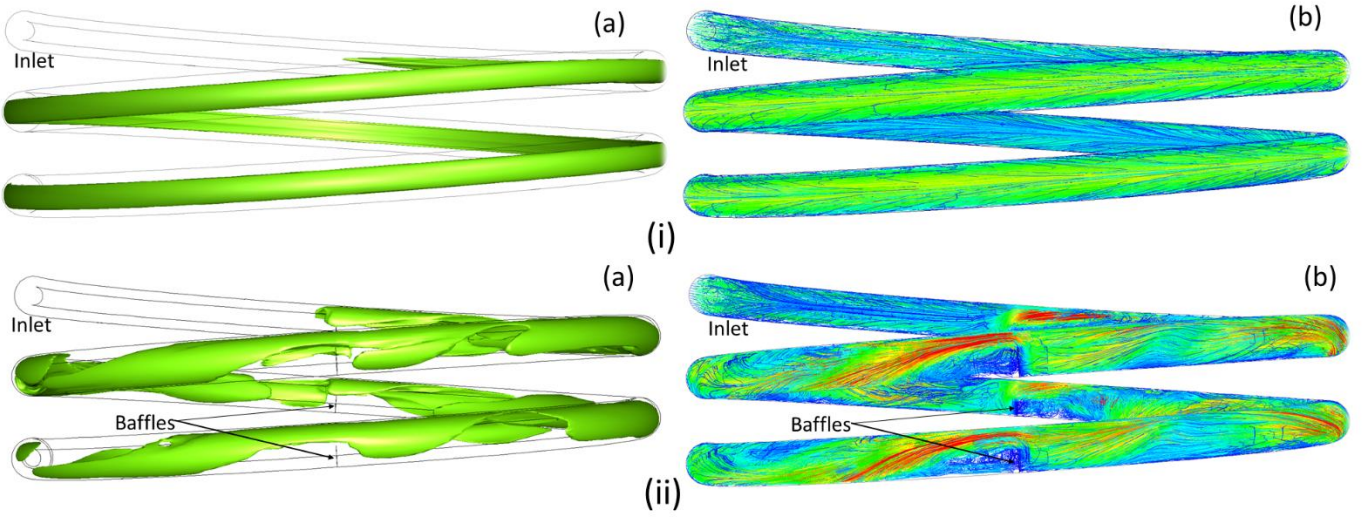 (a)
(b)
Inlet
Inlet
(i)
(a)
(b)
Inlet
Inlet
Baffles
Baffles
(ii)